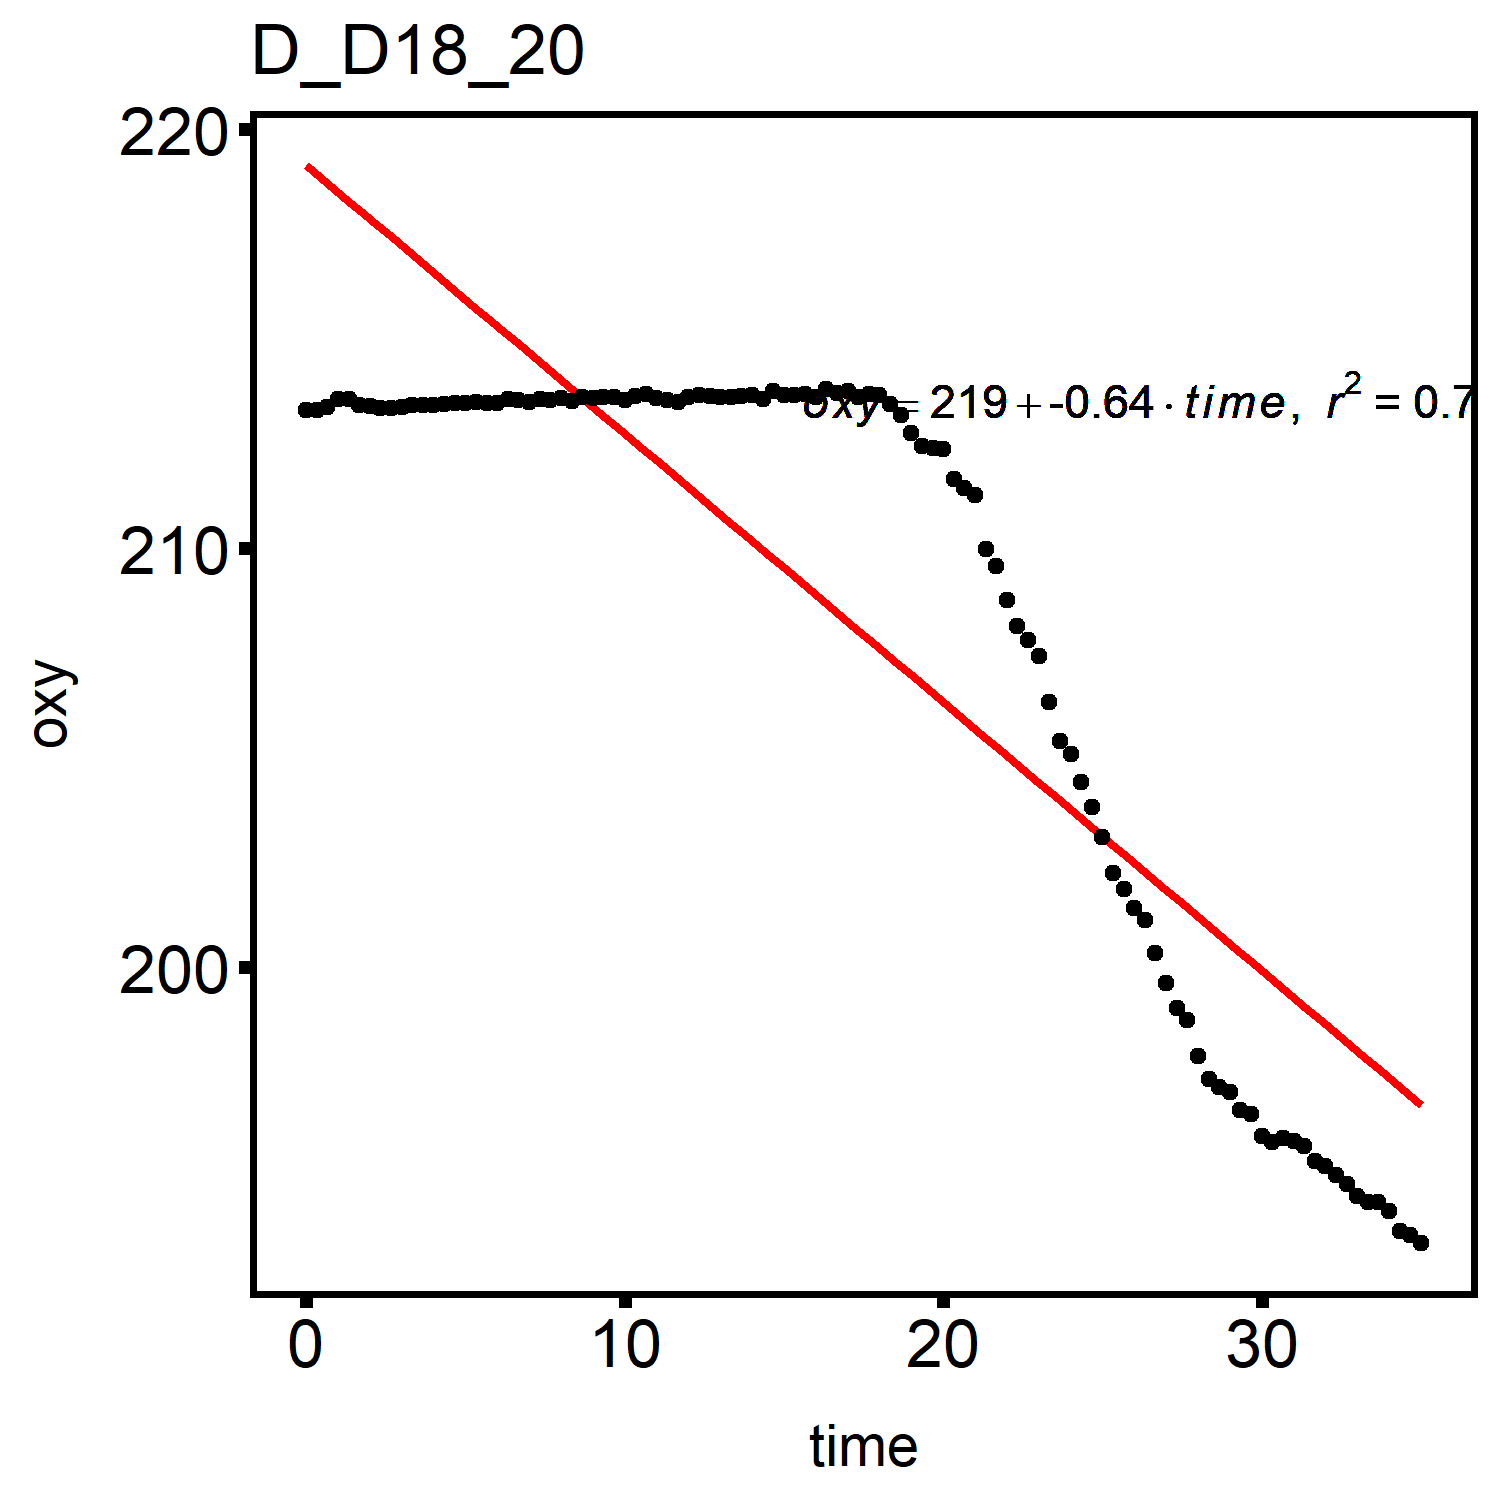 D_D18_20
220
oxy = 219 + -0.64 · time, r² = 0.7
210
oxy
200
0 10 20 30
time